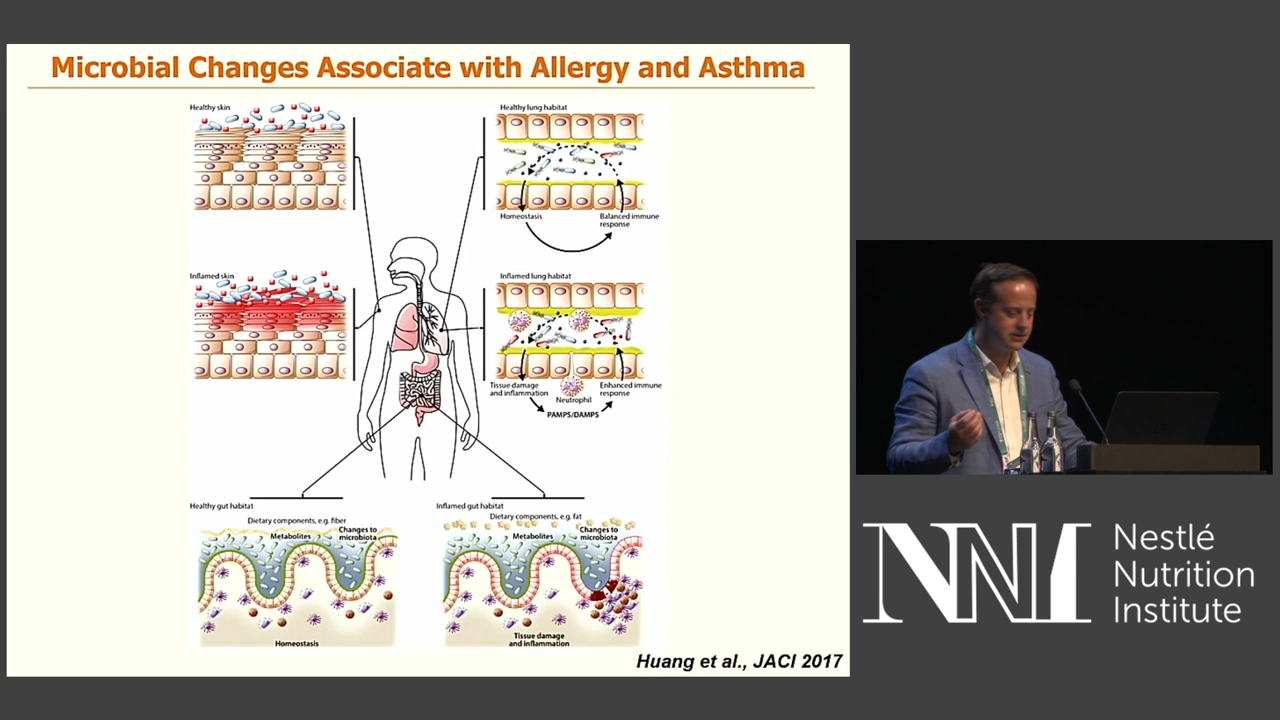 Microbial Changes Associate with Allergy and Asthma
Healthy skin
Healthy lung habitat
Homeostasis
Balanced immune
response
Inflamed skin
Inflamed lung habitat
Tissue damage
and inflammation
Neutrophil
Enhanced immune
response
PAMPS/DAMPS
Healthy gut habitat
Dietary components, e.g. fiber
Metabolites
Changes to
microbiota
Homeostasis
Inflamed gut habitat
Dietary components, e.g. fat
Metabolites
Changes to
microbiota
Tissue damage
and inflammation
Huang et al., JACI 2017
NNI
Nestlé
Nutrition
Institute